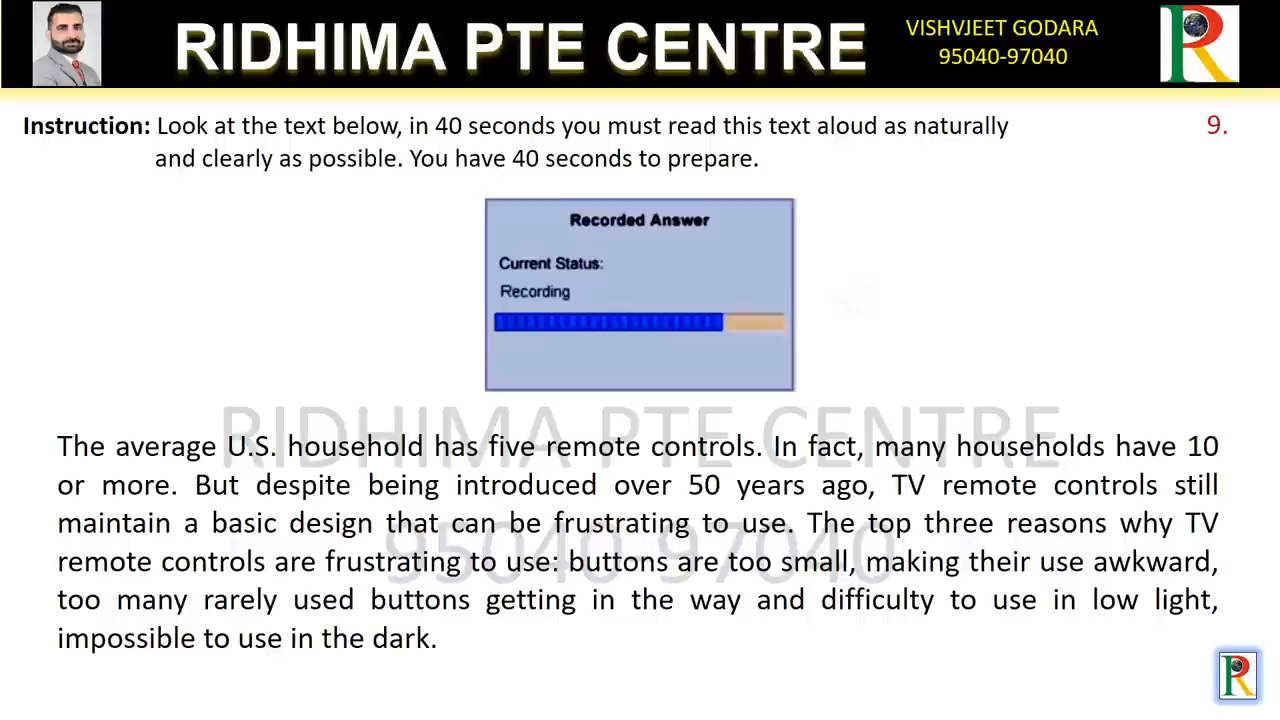 RIDHIMA PTE CENTRE
VISHVJEET GODARA
95040-97040
R
Instruction: Look at the text below, in 40 seconds you must read this text aloud as naturally
and clearly as possible. You have 40 seconds to prepare.
9.
Recorded Answer
Current Status:
Recording
RIDHIMA PTE CENTRE
The average U.S. household has five remote controls. In fact, many households have 10
or more. But despite being introduced over 50 years ago, TV remote controls still
maintain a basic design that can be frustrating to use. The top three reasons why TV
95040-97040
remote controls are frustrating to use: buttons are too small, making their use awkward,
too many rarely used buttons getting in the way and difficulty to use in low light,
impossible to use in the dark.
R